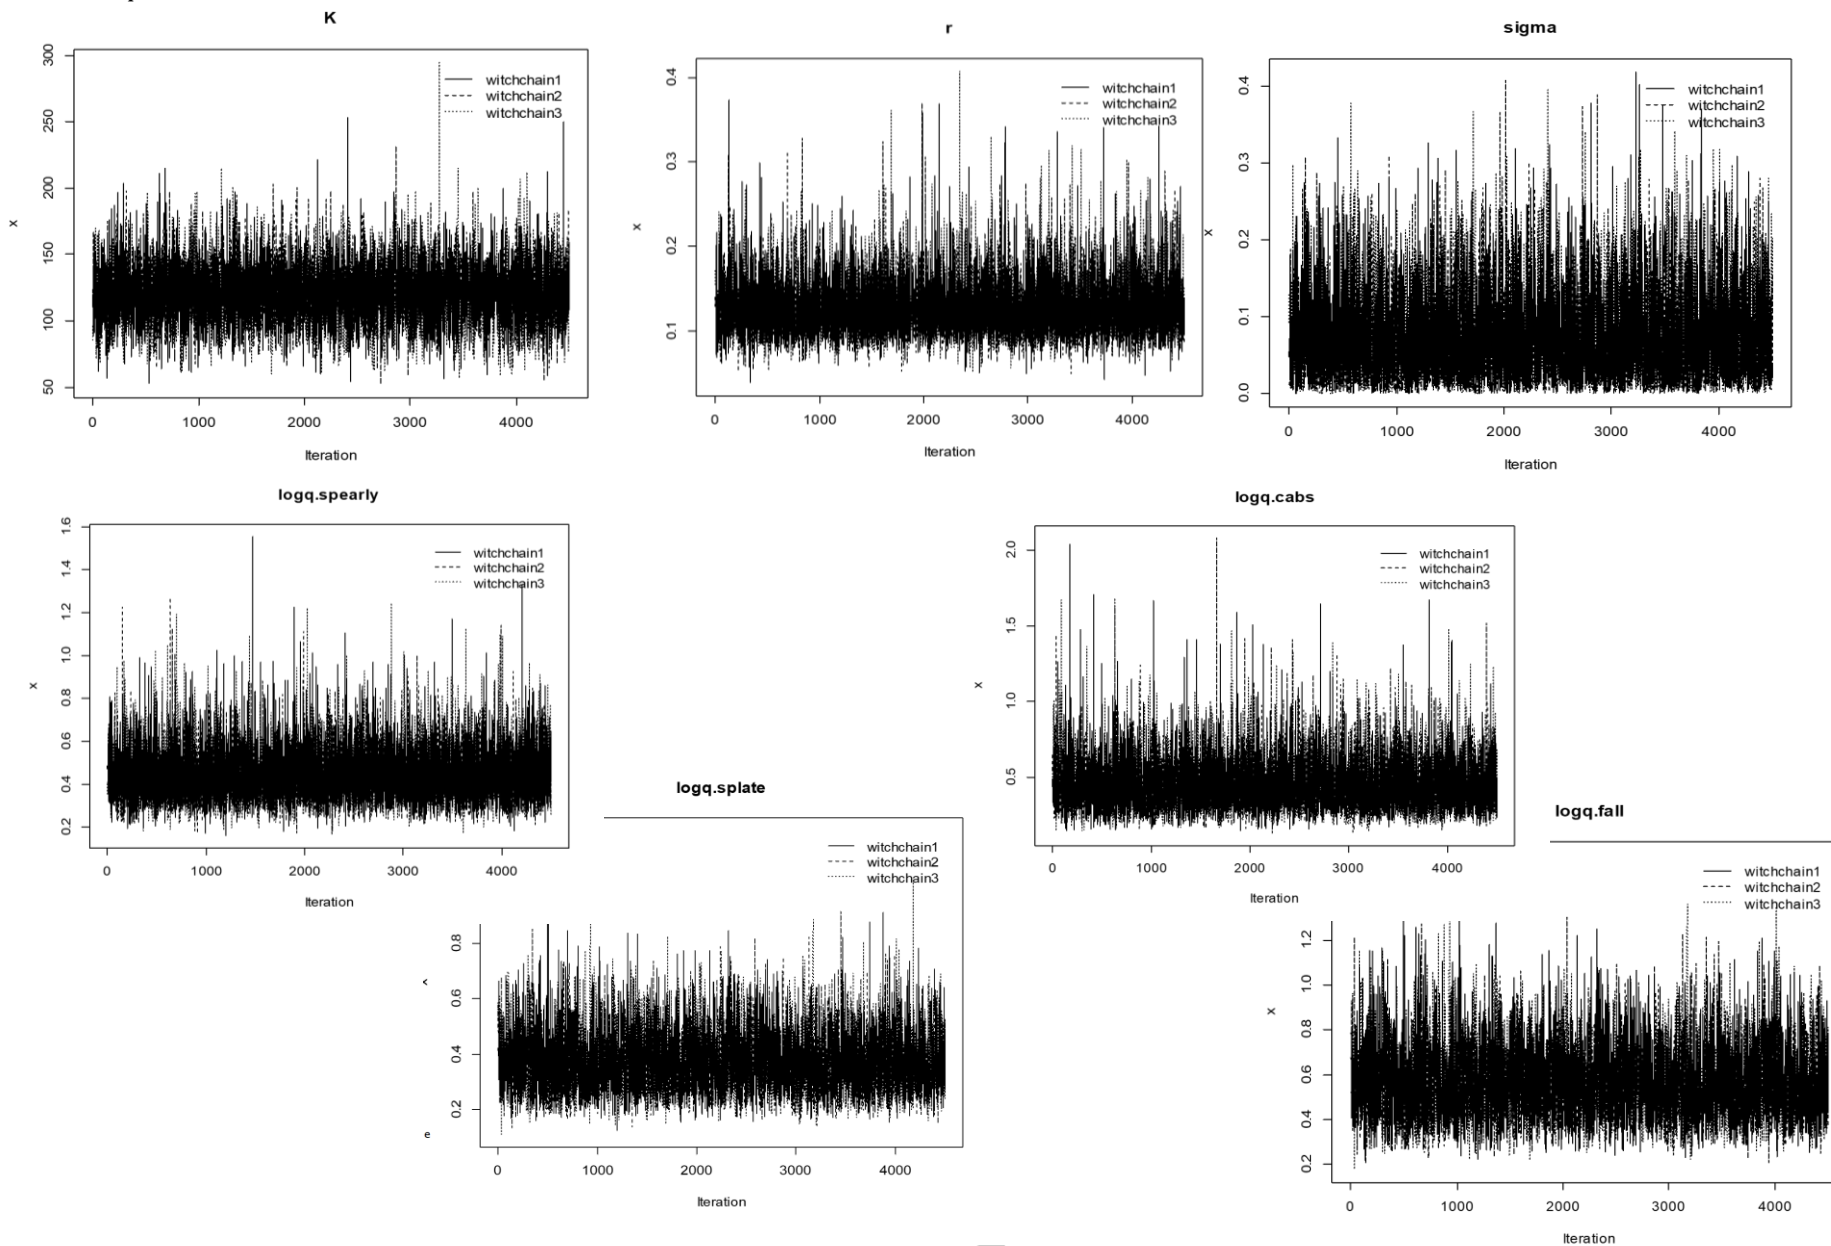 K
300
250
200
150
100
50
x
witchchain1
witchchain2
witchchain3
0 1000 2000 3000 4000
Iteration
r
0.4
0.3
0.2
0.1
x
witchchain1
witchchain2
witchchain3
0 1000 2000 3000 4000
Iteration
sigma
0.4
0.3
0.2
0.1
0.0
x
witchchain1
witchchain2
witchchain3
0 1000 2000 3000 4000
Iteration
logq.spearly
1.6
1.4
1.2
1.0
0.8
0.6
0.4
0.2
x
witchchain1
witchchain2
witchchain3
0 1000 2000 3000 4000
Iteration
logq.cabs
2.0
1.5
1.0
0.5
x
witchchain1
witchchain2
witchchain3
0 1000 2000 3000 4000
Iteration
logq.splate
0.8
0.6
0.4
0.2
e
witchchain1
witchchain2
witchchain3
0 1000 2000 3000 4000
Iteration
logq.fall
1.2
1.0
0.8
0.6
0.4
0.2
x
witchchain1
witchchain2
witchchain3
0 1000 2000 3000 4000
Iteration